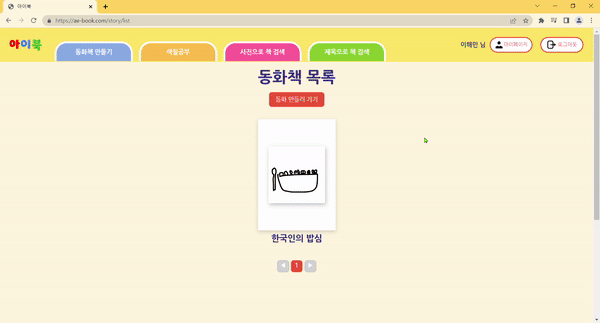 아이북
https://ae-book.com/story/list
아이북
동화책 만들기
색칠공부
사진으로 책 검색
제목으로 책 검색
이해민 님
마이페이지
로그아웃
동화책 목록
동화 만들러 가기
한국인의 밥심
1